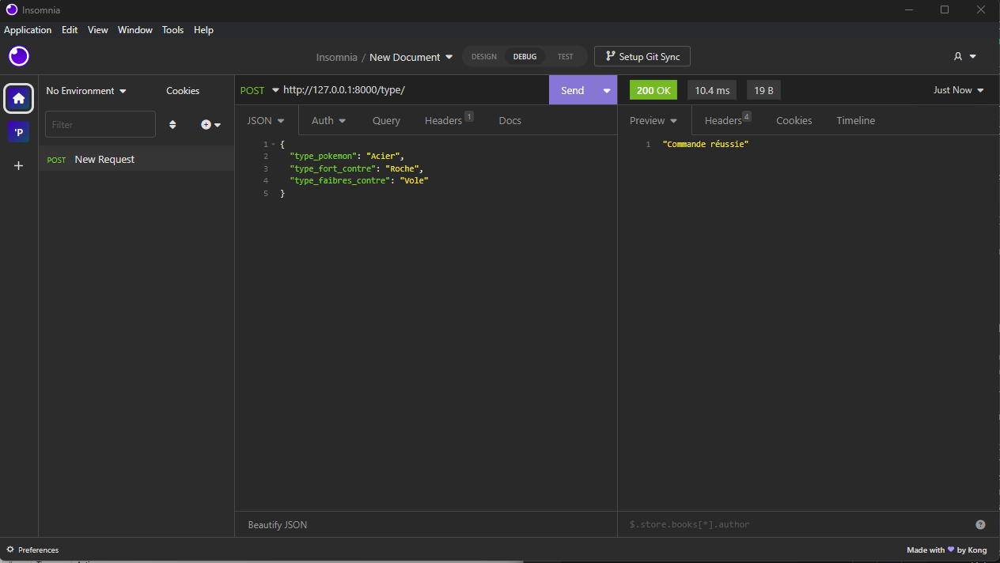 Insomnia
Application Edit View Window Tools Help
Insomnia / New Document DESIGN DEBUG TEST Setup Git Sync
No Environment Cookies
POST http://127.0.0.1:8000/type/ Send
200 OK 10.4 ms 19 B Just Now
Filter
'P
JSON Auth Query Headers 1 Docs
Preview Headers 4 Cookies Timeline
POST New Request
1 {
2 "type_pokemon": "Acier",
3 "type_fort_contre": "Roche",
4 "type_faibres_contre": "Vole"
5 }
1 "Commande réussie"
Beautify JSON
$.store.books[*].author
?
Preferences
Made with by Kong